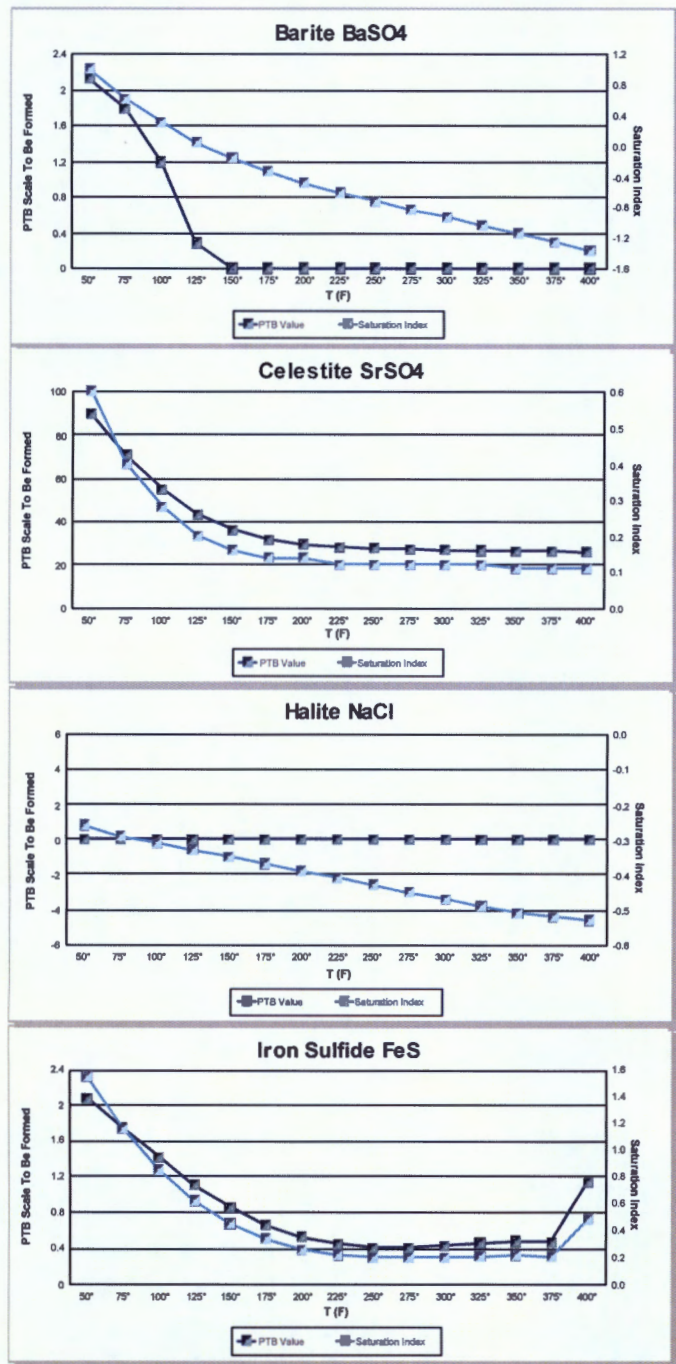 Barite BaSO4
PTB Scale To Be Formed
2.4
2
1.6
1.2
0.8
0.4
0
1.2
0.8
0.4
0.0
-0.4
-0.8
-1.2
-1.6
Saturation Index
50° 75° 100° 125° 150° 175° 200° 225° 250° 275° 300° 325° 350° 375° 400°
T (F)
PTB Value Saturation Index
Celestite SrSO4
PTB Scale To Be Formed
100
80
60
40
20
0
0.6
0.5
0.4
0.3
0.2
0.1
0.0
Saturation Index
50° 75° 100° 125° 150° 175° 200° 225° 250° 275° 300° 325° 350° 375° 400°
T (F)
PTB Value Saturation Index
Halite NaCl
PTB Scale To Be Formed
6
4
2
0
-2
-4
-6
0.0
-0.1
-0.2
-0.3
-0.4
-0.5
-0.6
Saturation Index
50° 75° 100° 125° 150° 175° 200° 225° 250° 275° 300° 325° 350° 375° 400°
T (F)
PTB Value Saturation Index
Iron Sulfide FeS
PTB Scale To Be Formed
2.4
2
1.6
1.2
0.8
0.4
0
1.6
1.4
1.2
1.0
0.8
0.6
0.4
0.2
0.0
Saturation Index
50° 75° 100° 125° 150° 175° 200° 225° 250° 275° 300° 325° 350° 375° 400°
T (F)
PTB Value Saturation Index